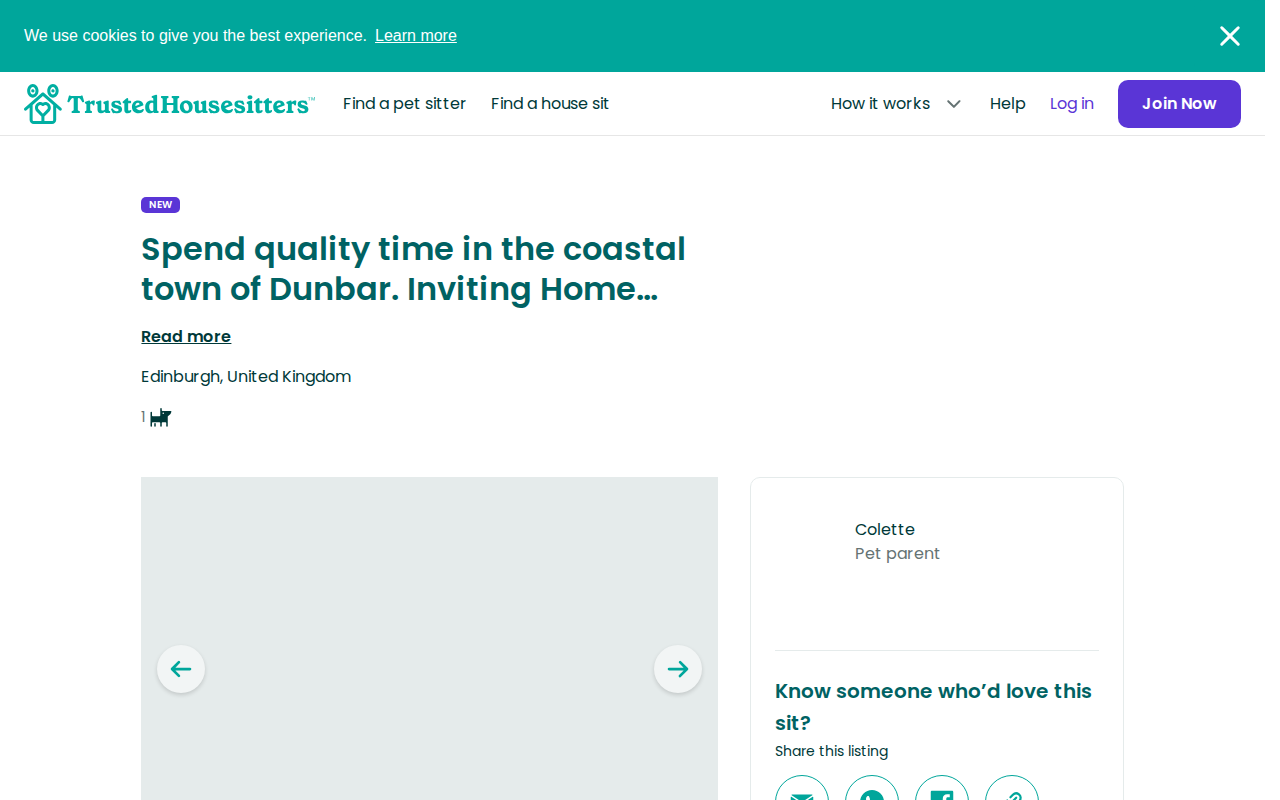 We use cookies to give you the best experience. Learn more
TrustedHousesitters™
Find a pet sitter
Find a house sit
How it works
Help
Log in
Join Now
NEW
Spend quality time in the coastal
town of Dunbar. Inviting Home...
Read more
Edinburgh, United Kingdom
1
Colette
Pet parent
Know someone who’d love this
sit?
Share this listing